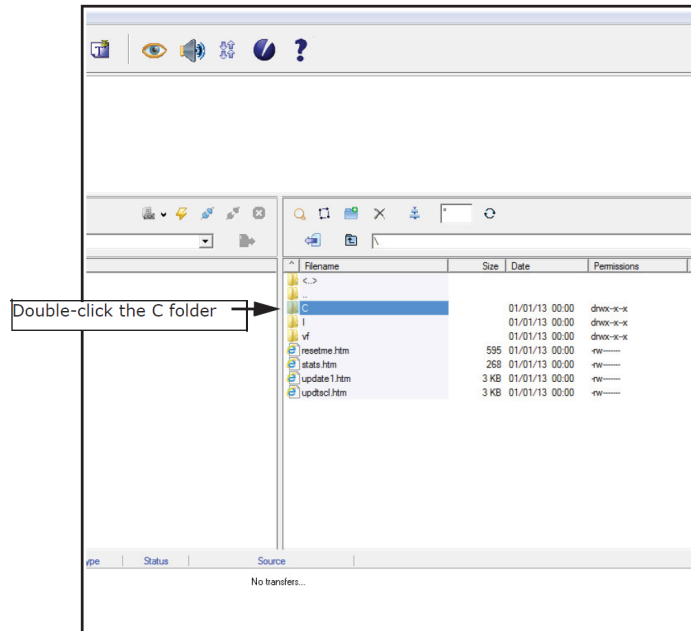 ^ Filename Size Date Permissions
<..>
..
Double-click the C folder
C 01/01/13 00:00 drwx--x--x
I 01/01/13 00:00 drwx--x--x
vf 01/01/13 00:00 drwx--x--x
resetme.htm 595 01/01/13 00:00 -rw-------
stats.htm 268 01/01/13 00:00 -rw-------
update1.htm 3 KB 01/01/13 00:00 -rw-------
updtscl.htm 3 KB 01/01/13 00:00 -rw-------
ype Status Source
No transfers...